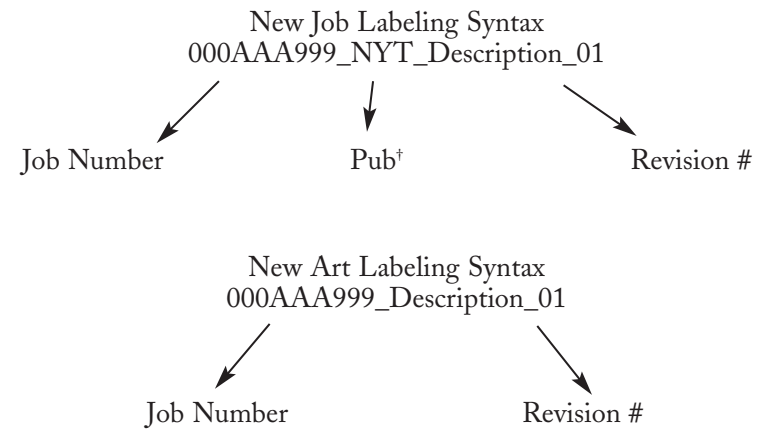 New Job Labeling Syntax
000AAA999_NYT_Description_01
Job Number Pub† Revision #
New Art Labeling Syntax
000AAA999_Description_01
Job Number Revision #